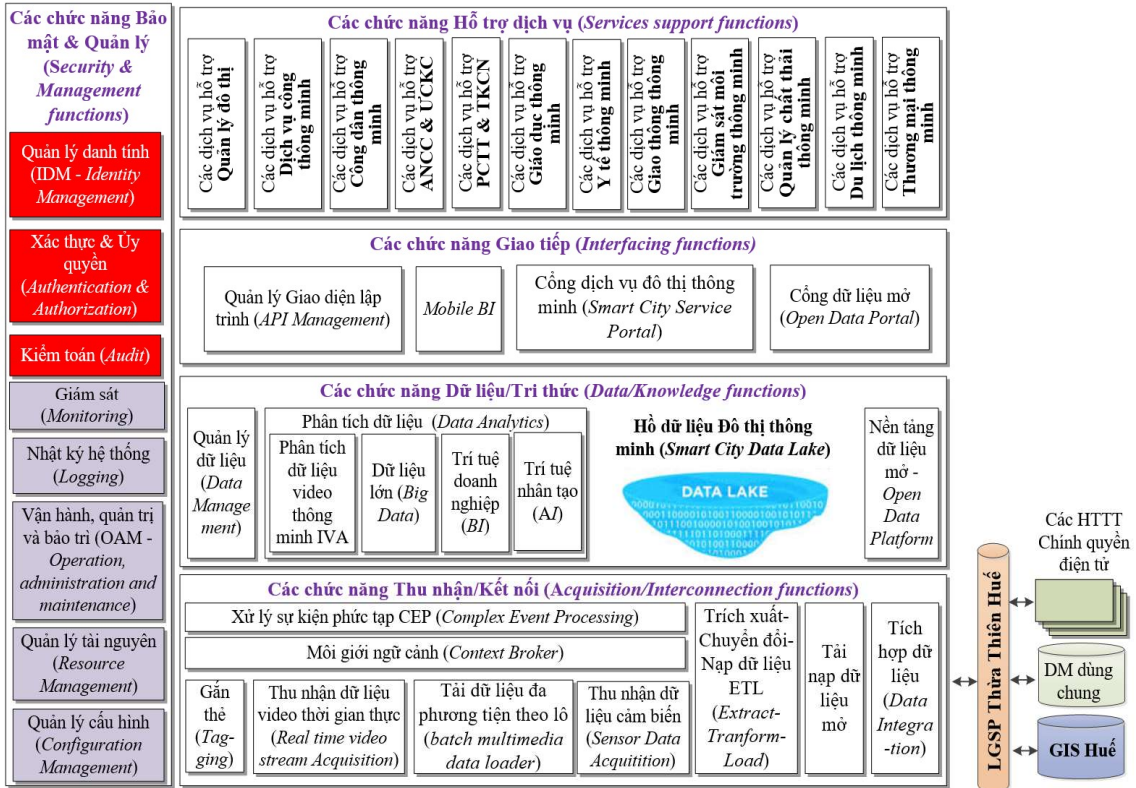 Các chức năng Bảo
mật & Quản lý
(Security &
Management
functions)
Quản lý danh tính
(IDM - Identity
Management)
Xác thực & Ủy
quyền
(Authentication &
Authorization)
Kiểm toán (Audit)
Giám sát
(Monitoring)
Nhật ký hệ thống
(Logging)
Vận hành, quản trị
và bảo trì (OAM -
Operation,
administration and
maintenance)
Quản lý tài nguyên
(Resource
Management)
Quản lý cấu hình
(Configuration
Management)
Các chức năng Hỗ trợ dịch vụ (Services support functions)
Các dịch vụ hỗ trợ
Quản lý đô thị
Các dịch vụ hỗ trợ
Dịch vụ công
thông minh
Các dịch vụ hỗ trợ
Công dân thông
minh
Các dịch vụ hỗ trợ
ANCC & UCKC
Các dịch vụ hỗ trợ
PCTT & TKCN
Các dịch vụ hỗ trợ
Giáo dục thông
minh
Các dịch vụ hỗ trợ
Y tế thông minh
Các dịch vụ hỗ trợ
Giao thông thông
minh
Các dịch vụ hỗ trợ
Giám sát môi
trường thông minh
Các dịch vụ hỗ trợ
Quản lý chất thải
thông minh
Các dịch vụ hỗ trợ
Du lịch thông minh
Các dịch vụ hỗ trợ
Thương mại thông
minh
Các chức năng Giao tiếp (Interfacing functions)
Quản lý Giao diện lập
trình (API Management)
Mobile BI
Cổng dịch vụ đô thị thông
minh (Smart City Service
Portal)
Cổng dữ liệu mở
(Open Data Portal)
Các chức năng Dữ liệu/Tri thức (Data/Knowledge functions)
Quản lý
dữ liệu
(Data
Manage
ment)
Phân tích dữ liệu (Data Analytics)
Phân tích
dữ liệu
video
thông
minh IVA
Dữ liệu
lớn (Big
Data)
Trí tuệ
doanh
nghiệp
(BI)
Trí tuệ
nhân tạo
(AI)
Hồ dữ liệu Đô thị thông
minh (Smart City Data Lake)
DATA LAKE
Nền tảng
dữ liệu
mở -
Open
Data
Platform
Các chức năng Thu nhận/Kết nối (Acquisition/Interconnection functions)
Xử lý sự kiện phức tạp CEP (Complex Event Processing)
Môi giới ngữ cảnh (Context Broker)
Gắn
thẻ
(Tag-
ging)
Thu nhận dữ liệu
video thời gian thực
(Real time video
stream Acquisition)
Tải dữ liệu đa
phương tiện theo lô
(batch multimedia
data loader)
Thu nhận dữ
liệu cảm biến
(Sensor Data
Acquitition)
Trích xuất-
Chuyển đổi-
Nạp dữ liệu
ETL
(Extract-
Tranform-
Load)
Tải
nạp dữ
liệu
mở
Tích
hợp dữ
liệu
(Data
Integra
-tion)
LGSP Thừa Thiên Huế
Các HTTT
Chính quyền
điện tử
DM dùng
chung
GIS Huế